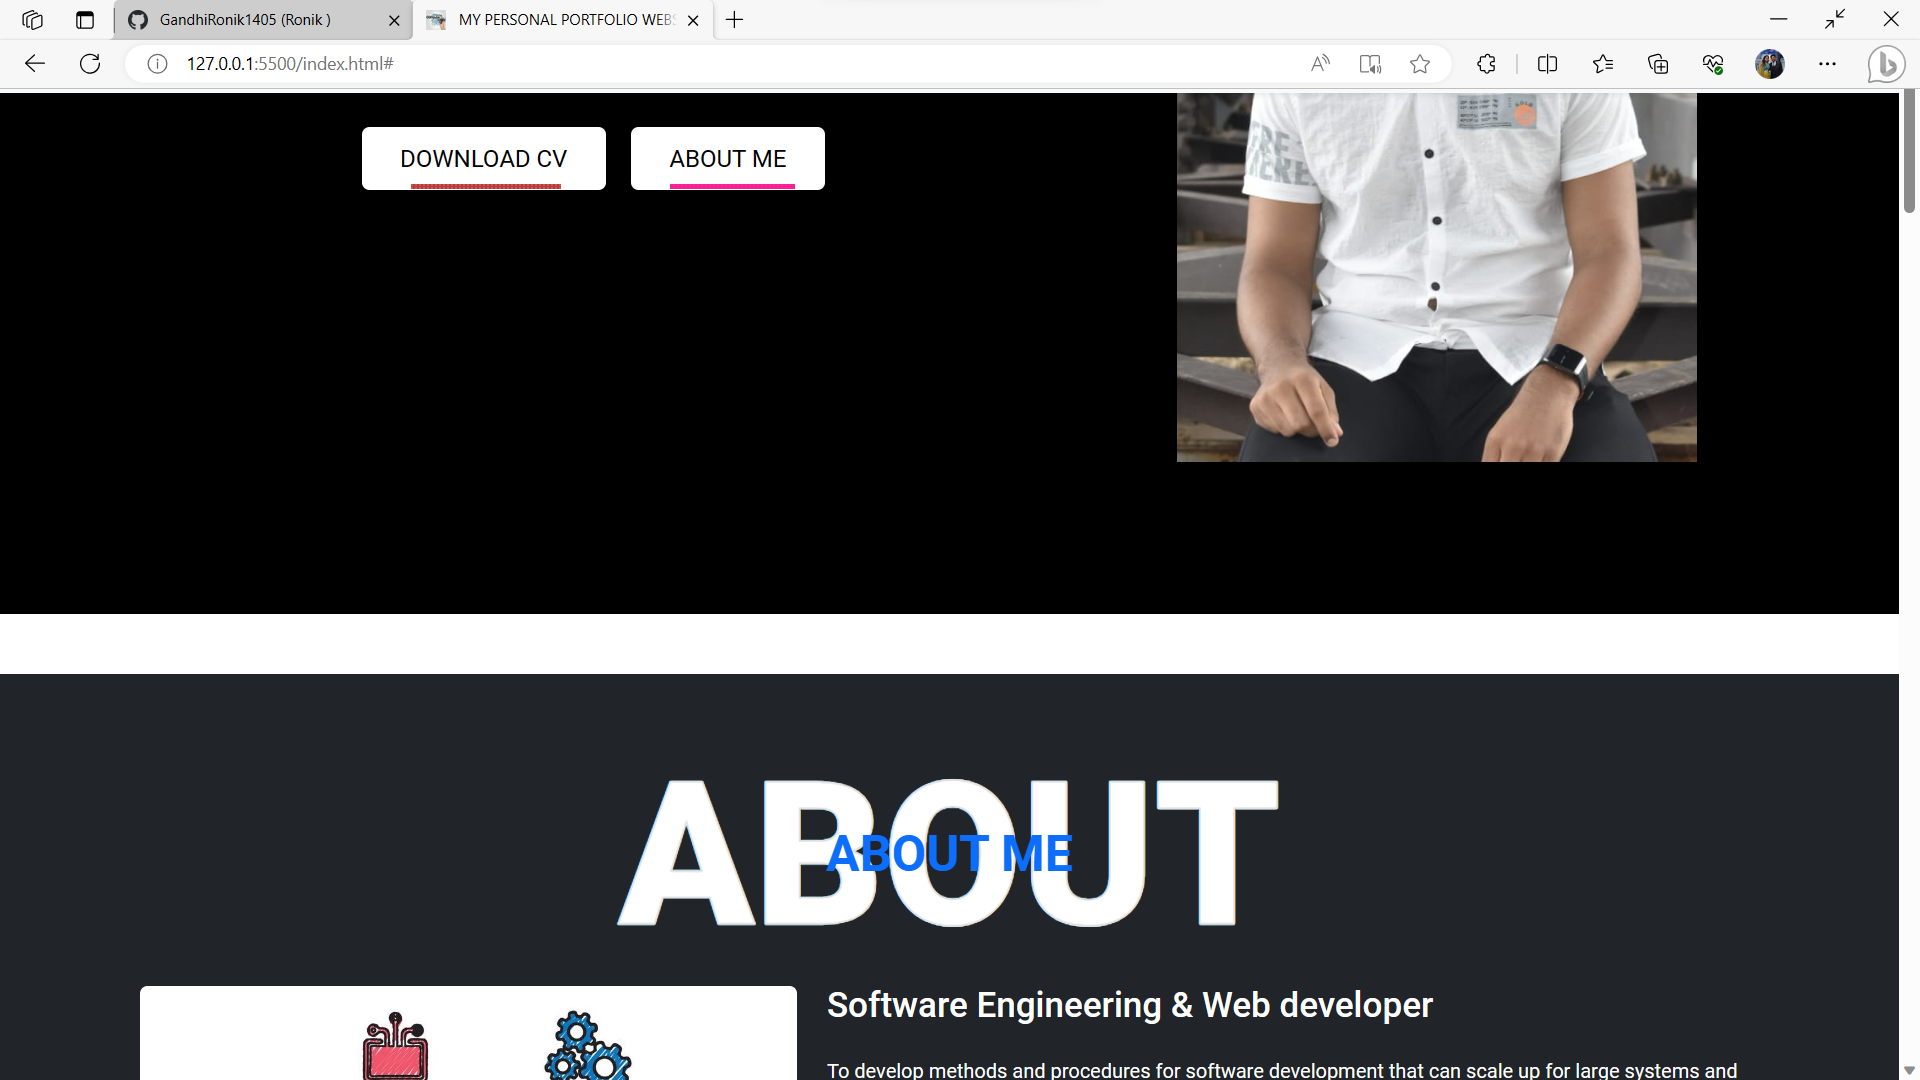 GandhiRonik1405 (Ronik )
MY PERSONAL PORTFOLIO WEBS
127.0.0.1:5500/index.html#
DOWNLOAD CV
ABOUT ME
ABOUT
ABOUT ME
Software Engineering & Web developer
To develop methods and procedures for software development that can scale up for large systems and